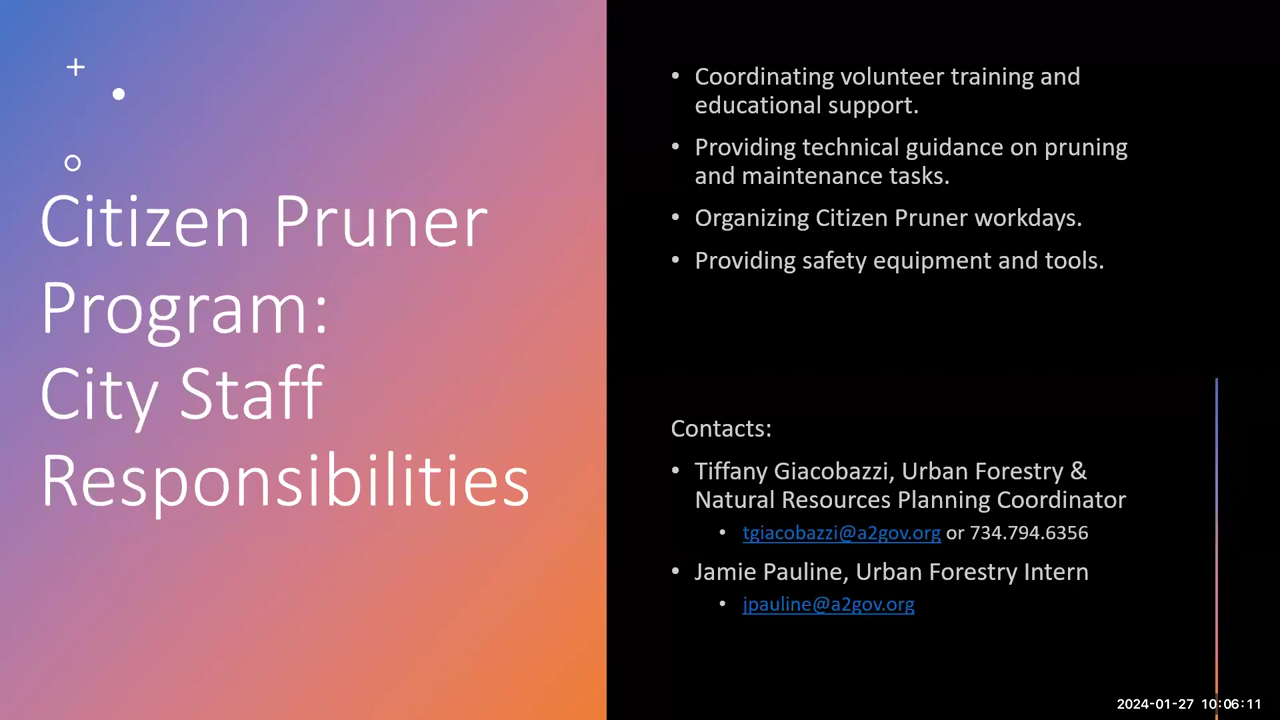 Citizen Pruner
Program:
City Staff
Responsibilities
• Coordinating volunteer training and
educational support.
• Providing technical guidance on pruning
and maintenance tasks.
• Organizing Citizen Pruner workdays.
• Providing safety equipment and tools.
Contacts:
• Tiffany Giacobazzi, Urban Forestry &
Natural Resources Planning Coordinator
• tgiacobazzi@a2gov.org or 734.794.6356
• Jamie Pauline, Urban Forestry Intern
• jpauline@a2gov.org
2024-01-27 10:06:11